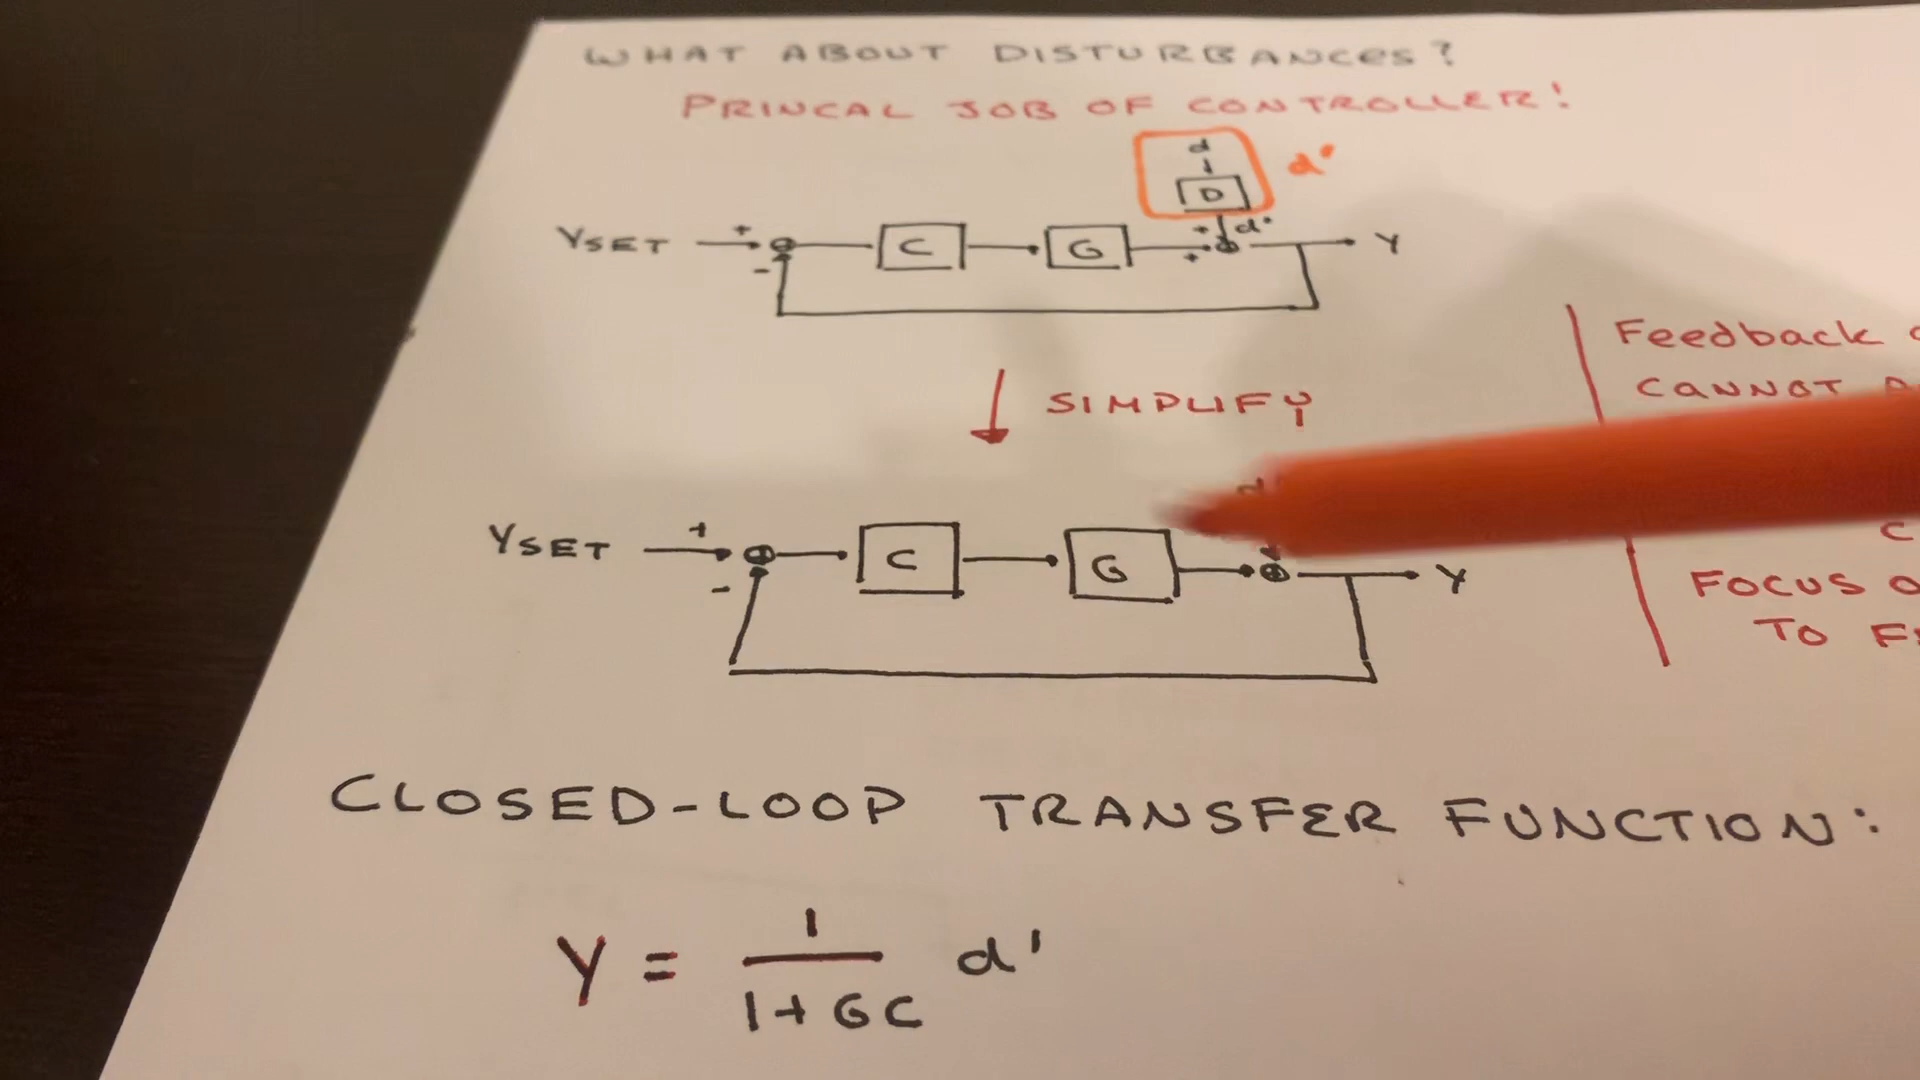 WHAT ABOUT DISTURBANCES?
PRINCAL JOB OF CONTROLLER!
d
d'
D
d'
YSET + - C G + + Y
SIMPLIFY
Feedback
CANNOT
YSET + - C G Y
FOCUS
TO
CLOSED-LOOP TRANSFER FUNCTION:
Y = 1 / 1+GC d'